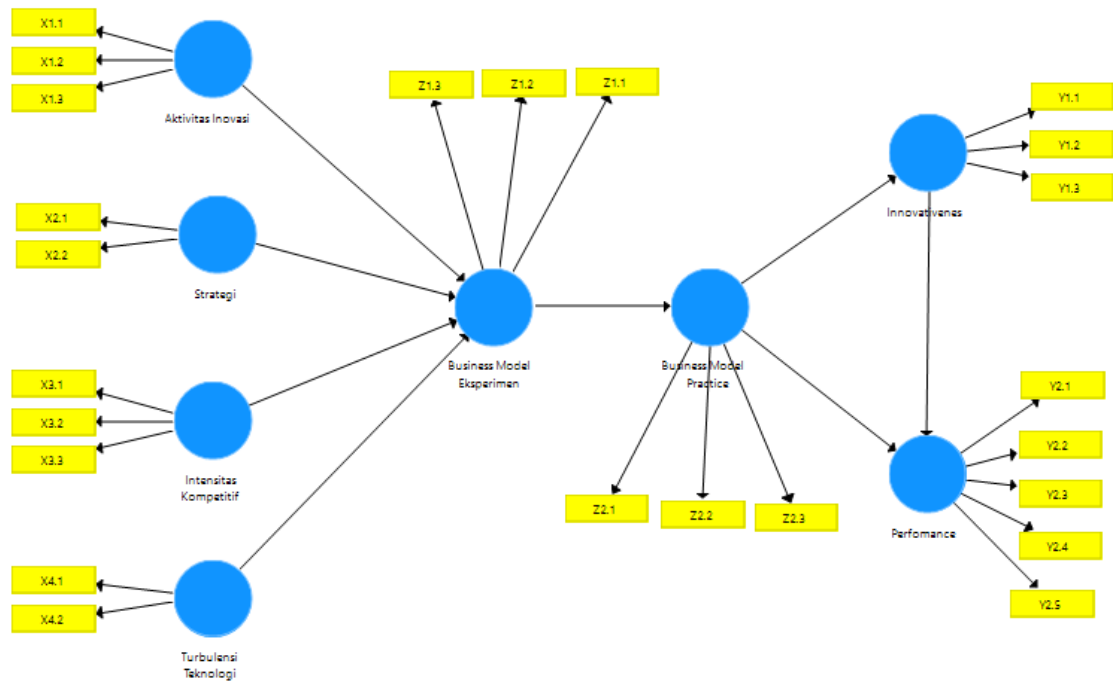 X1.1
X1.2
X1.3
Aktivitas Inovasi
X2.1
X2.2
Strategi
X3.1
X3.2
X3.3
Intensitas
Kompetitif
X4.1
X4.2
Turbulensi
Teknologi
Z1.3
Z1.2
Z1.1
Business Model
Eksperimen
Business Model
Practice
Z2.1
Z2.2
Z2.3
Y1.1
Y1.2
Y1.3
Innovativenes
Y2.1
Y2.2
Y2.3
Y2.4
Y2.5
Perfomance